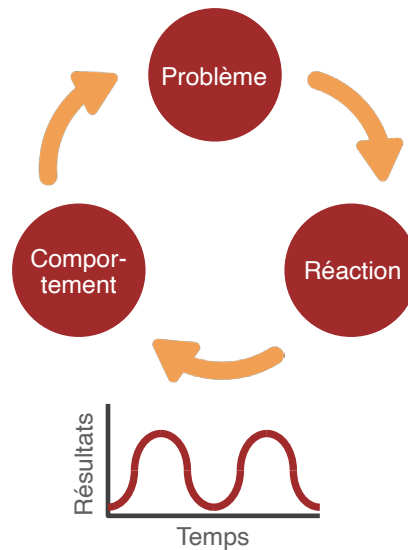 Problème
Compor-
tement
Réaction
Résultats
Temps